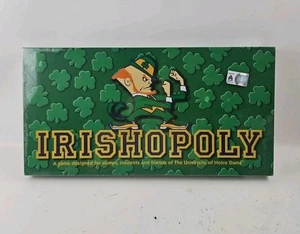 IRISHOPOLY
A game designed for alumni, students and friends of The University of Notre Dame